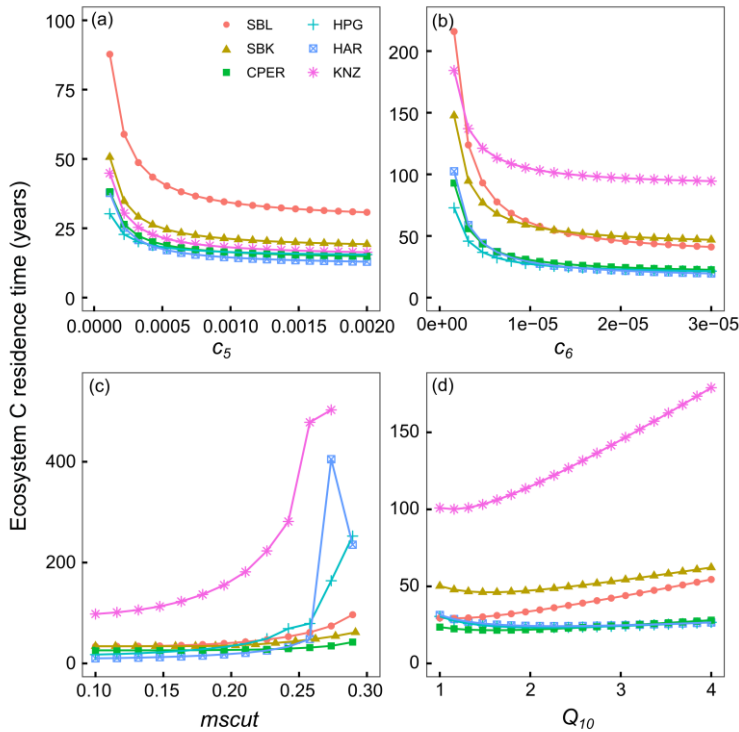 Ecosystem C residence time (years)
(a)
SBL HPG
SBK HAR
CPER KNZ
100
75
50
25
0
0.0000 0.0005 0.0010 0.0015 0.0020
c5
(b)
200
150
100
50
0
0e+00 1e-05 2e-05 3e-05
c6
(c)
400
200
0
0.10 0.15 0.20 0.25 0.30
mscut
(d)
150
100
50
0
1 2 3 4
Q10